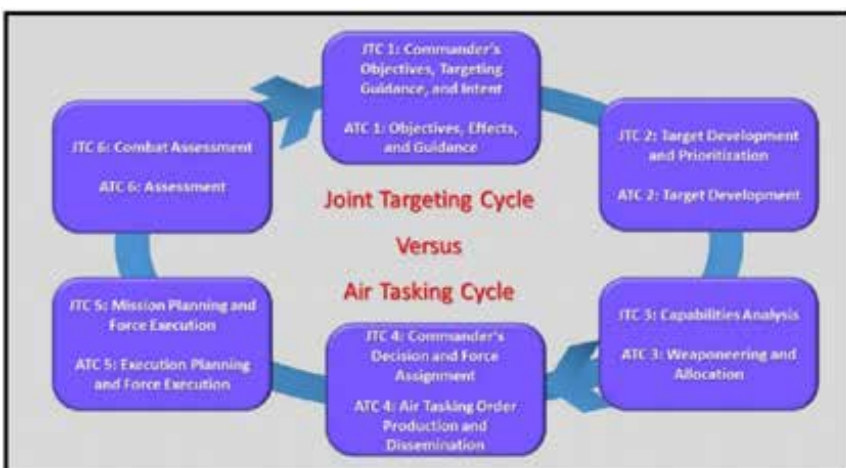 JTC 1: Commander's
Objectives, Targeting
Guidance, and Intent
ATC 1: Objectives, Effects,
and Guidance
JTC 2: Target Development
and Prioritization
ATC 2: Target Development
JTC 3: Capabilities Analysis
ATC 3: Weaponeering and
Allocation
JTC 4: Commander's
Decision and Force
Assignment
ATC 4: Air Tasking Order
Production and
Dissemination
JTC 5: Mission Planning and
Force Execution
ATC 5: Execution Planning
and Force Execution
JTC 6: Combat Assessment
ATC 6: Assessment
Joint Targeting Cycle
Versus
Air Tasking Cycle